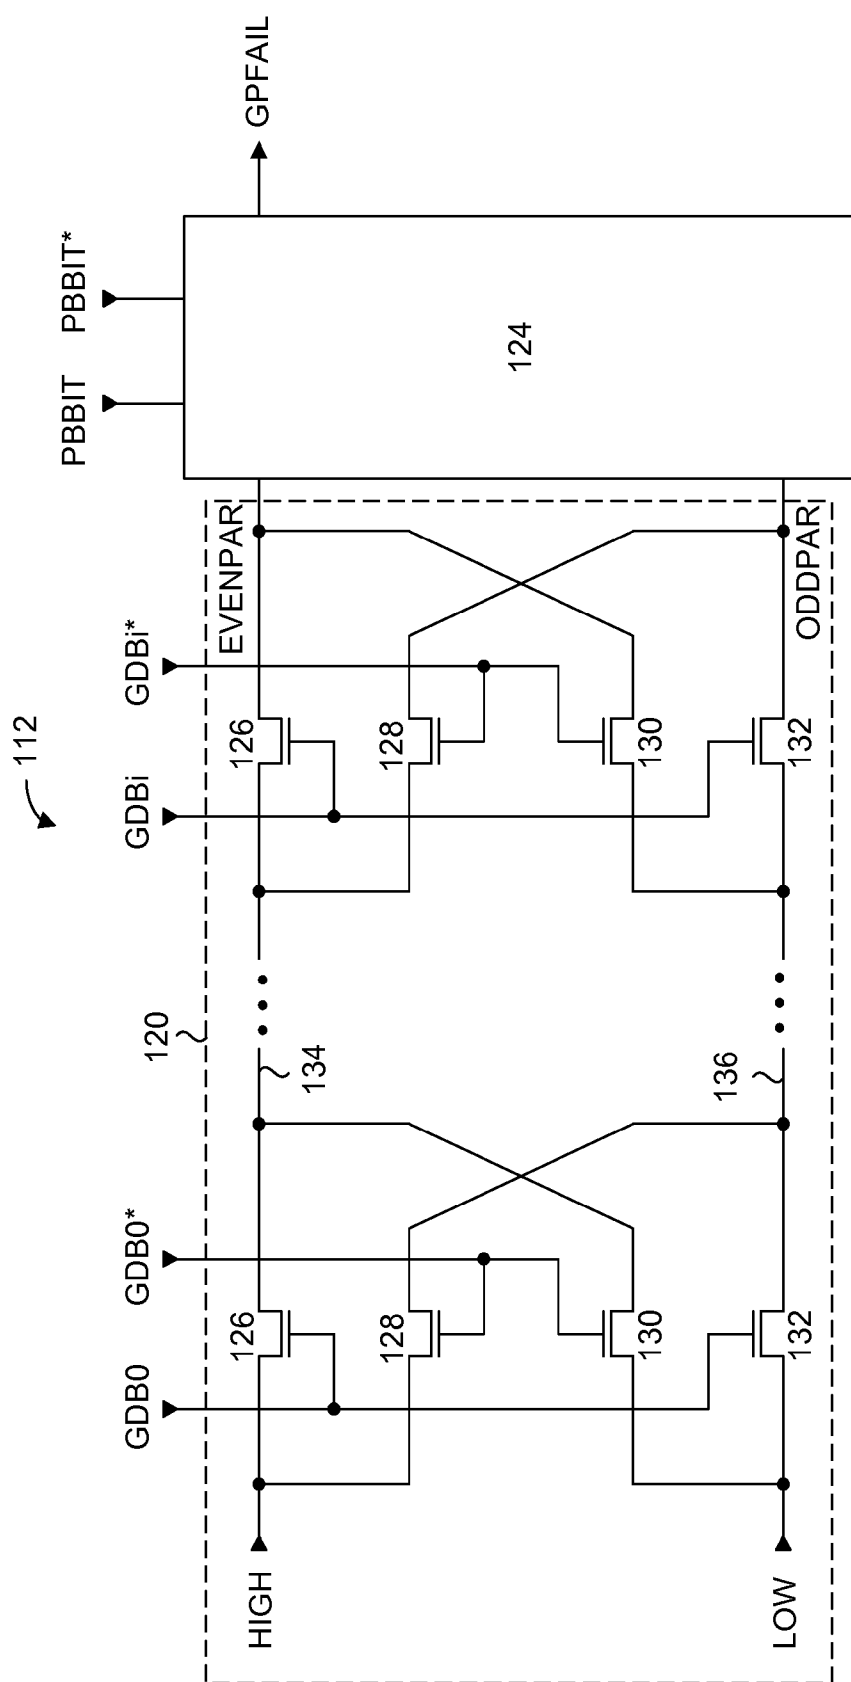 112
GDB0
GDB0*
GDBi
GDBi*
PBBIT
PBBIT*
120
EVENPAR
HIGH
134
GPFAIL
126
126
128
128
124
130
130
136
132
132
LOW
ODDPAR